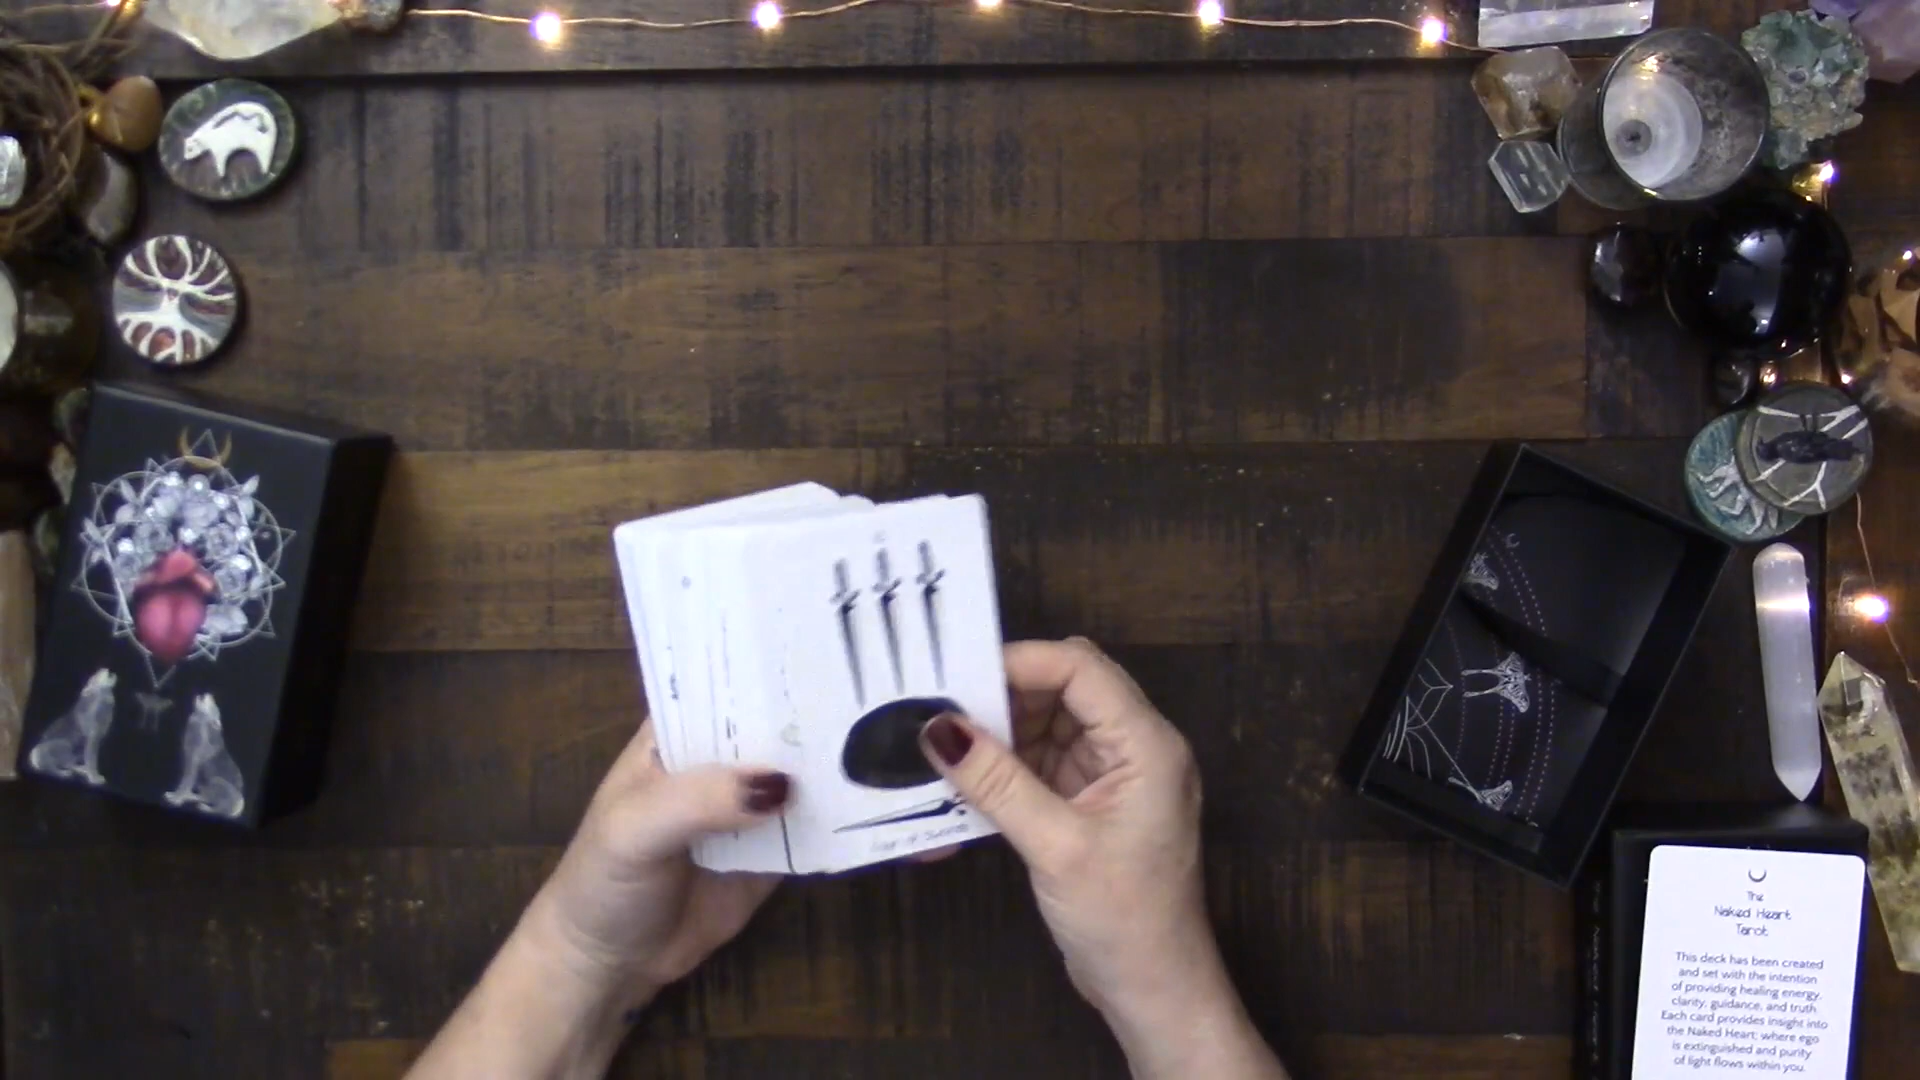 Four of Swords
The
Naked Heart
Tarot
This deck has been created
and set with the intention
of providing healing energy,
clarity, guidance, and truth.
Each card provides insight into
the Naked Heart; where ego
is extinguished and purity
of light flows within you.